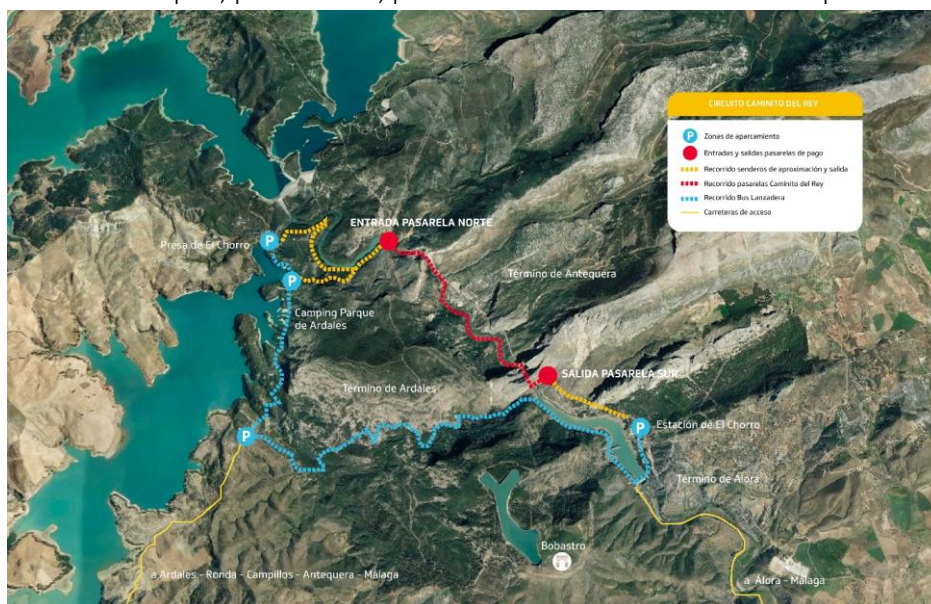 CIRCUITO CAMINITO DEL REY
P Zonas de aparcamiento
Entradas y salidas pasarelas de pago
Recorrido senderos de aproximación y salida
Recorrido pasarelas Caminito del Rey
Recorrido Bus Lanzadera
Carreteras de acceso
ENTRADA PASARELA NORTE
P
Presa de El Chorro
P
Término de Antequera
Camping Parque
de Ardales
SALIDA PASARELA SUR
Término de Ardales
P
P
Estación de El Chorro
Término de Álora
Bobastro
a Ardales - Ronda - Campillos - Antequera - Málaga
a Álora - Málaga